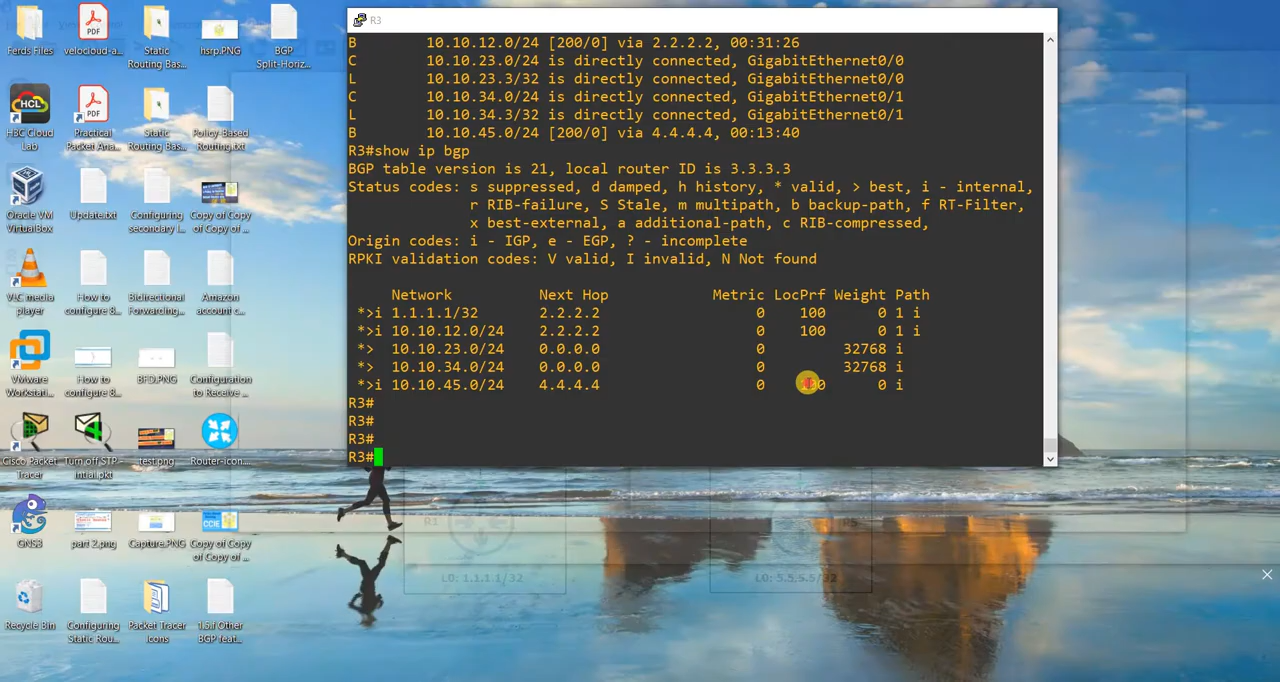 R3
B 10.10.12.0/24 [200/0] via 2.2.2.2, 00:31:26
C 10.10.23.0/24 is directly connected, GigabitEthernet0/0
L 10.10.23.3/32 is directly connected, GigabitEthernet0/0
C 10.10.34.0/24 is directly connected, GigabitEthernet0/1
L 10.10.34.3/32 is directly connected, GigabitEthernet0/1
B 10.10.45.0/24 [200/0] via 4.4.4.4, 00:13:40
R3#show ip bgp
BGP table version is 21, local router ID is 3.3.3.3
Status codes: s suppressed, d damped, h history, * valid, > best, i - internal,
r RIB-failure, S Stale, m multipath, b backup-path, f RT-Filter,
x best-external, a additional-path, c RIB-compressed,
Origin codes: i - IGP, e - EGP, ? - incomplete
RPKI validation codes: V valid, I invalid, N Not found
Network Next Hop Metric LocPrf Weight Path
*>i 1.1.1.1/32 2.2.2.2 0 100 0 1 i
*>i 10.10.12.0/24 2.2.2.2 0 100 0 1 i
*> 10.10.23.0/24 0.0.0.0 0 32768 i
*> 10.10.34.0/24 0.0.0.0 0 32768 i
*>i 10.10.45.0/24 4.4.4.4 0 100 0 i
R3#
R3#
R3#
R3#
Ferds Files
velocloud-a...
Static
Routing Bas...
hsrp.PNG
BGP
Split-Horiz...
HCL
HBC Cloud
Lab
PDF
Practical
Packet Ana...
Static
Routing Bas...
Policy-Based
Routing.txt
Oracle VM
VirtualBox
Update.txt
Configuring
secondary I...
Copy of Copy
of Copy of ...
VLC media
player
How to
configure 8...
Bidirectional
Forwarding...
Amazon
account c...
VMware
Workstati...
How to
configure 8...
BFD.PNG
Configuration
to Receive ...
Cisco Packet
Tracer
Turn off STP -
intial.pkt
test.png
Router-icon...
GNS3
part 2.png
Capture.PNG
Copy of Copy
of Copy of ...
Recycle Bin
Configuring
Static Rou...
Packet Tracer
Icons
1.5.f Other
BGP feat...
R1
R5
L0: 1.1.1.1/32
L0: 5.5.5.5/32